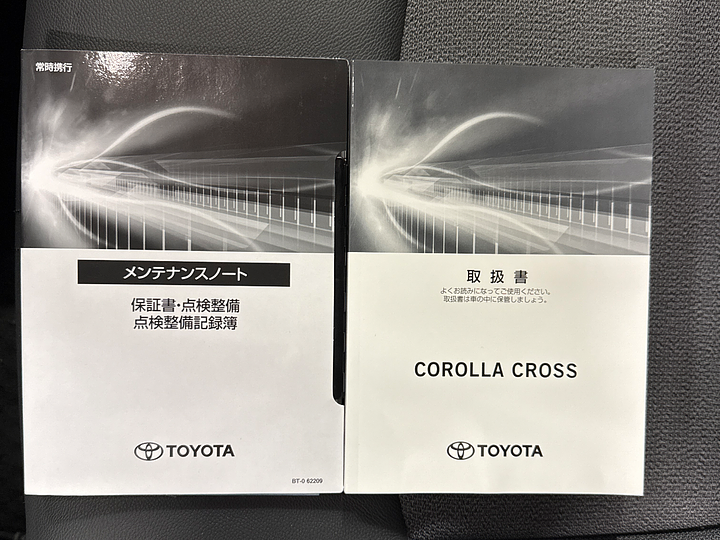 常時携行
メンテナンスノート
保証書・点検整備
点検整備記録簿
TOYOTA
BT-0 62209
取扱書
よくお読みになってご使用ください。
取扱書は車の中に保管しましょう。
COROLLA CROSS
TOYOTA